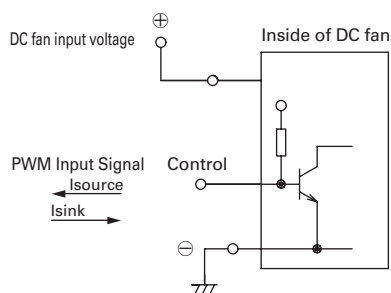 ⊕
DC fan input voltage
Inside of DC fan
PWM Input Signal
Control
Isource
Isink
⊖